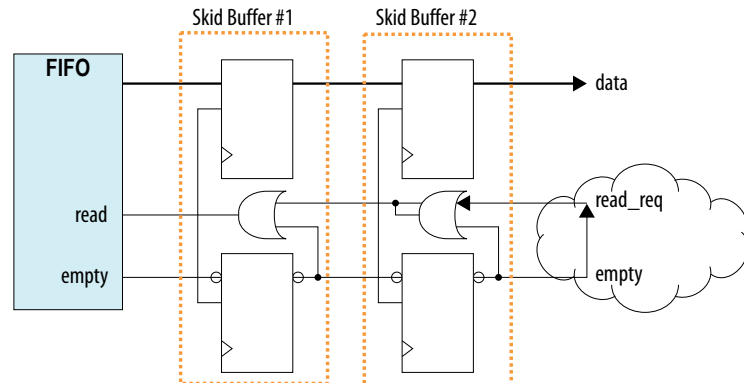 Skid Buffer #1
Skid Buffer #2
FIFO
data
read
read_req
empty
empty